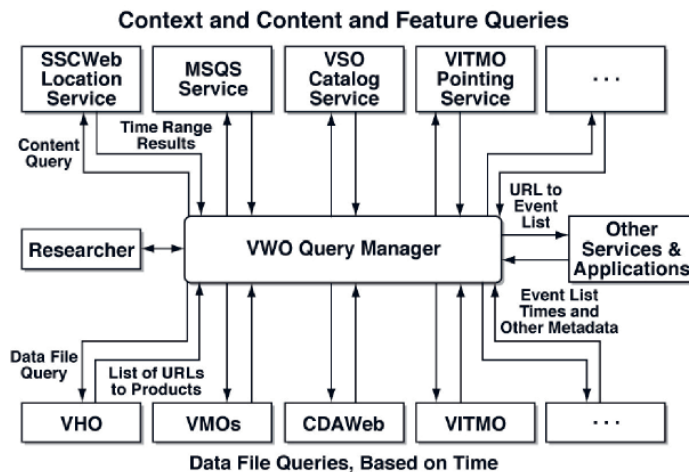 Context and Content and Feature Queries
SSCWeb
Location
Service
MSQS
Service
VSO
Catalog
Service
VITMO
Pointing
Service
...
Content
Query
Time Range
Results
URL to
Event
List
Researcher
VWO Query Manager
Other
Services &
Applications
Event List
Times and
Other Metadata
Data File
Query
List of URLs
to Products
VHO
VMOs
CDAWeb
VITMO
...
Data File Queries, Based on Time